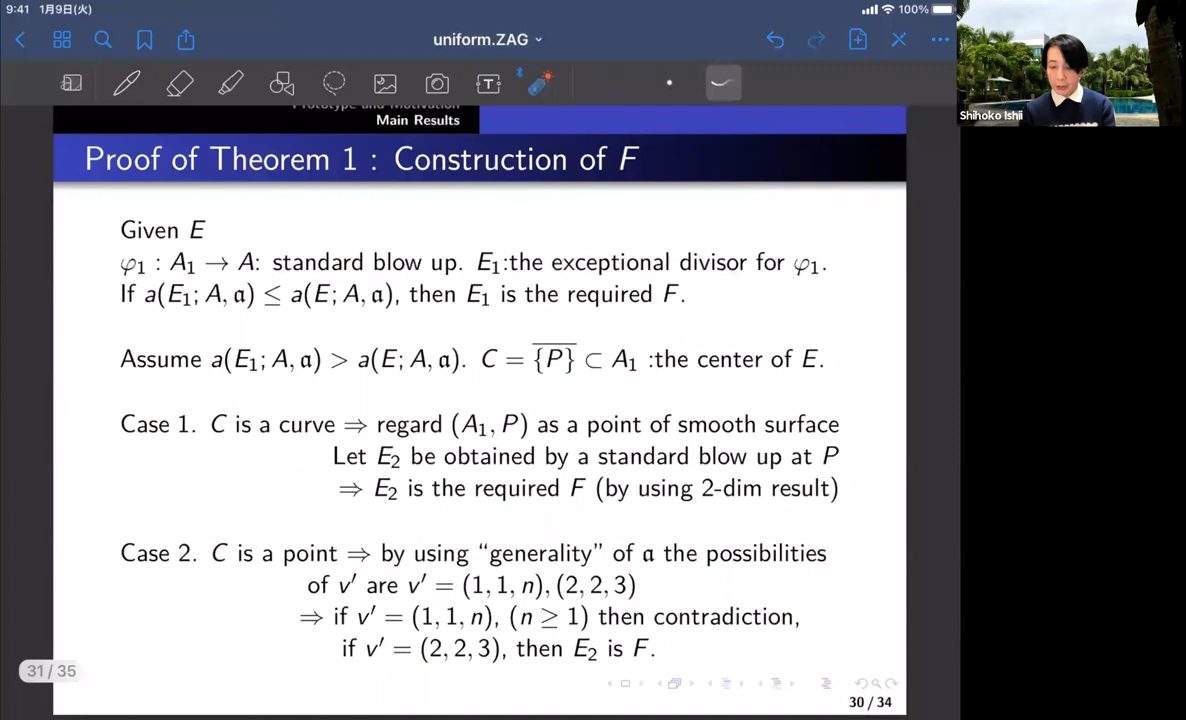 9:41 1月9日(火)
100%
uniform.ZAG
Shihoko Ishii
Prototype and Motivation
Main Results
Proof of Theorem 1 : Construction of F
Given E
φ₁ : A₁ → A: standard blow up. E₁:the exceptional divisor for φ₁.
If a(E₁; A, 𝔞) ≤ a(E; A, 𝔞), then E₁ is the required F.
Assume a(E₁; A, 𝔞) > a(E; A, 𝔞). C = \overline{{P}} ⊂ A₁ :the center of E.
Case 1. C is a curve ⇒ regard (A₁, P) as a point of smooth surface
Let E₂ be obtained by a standard blow up at P
⇒ E₂ is the required F (by using 2-dim result)
Case 2. C is a point ⇒ by using “generality” of 𝔞 the possibilities
of v′ are v′ = (1, 1, n), (2, 2, 3)
⇒ if v′ = (1, 1, n), (n ≥ 1) then contradiction,
if v′ = (2, 2, 3), then E₂ is F.
31 / 35
30 / 34